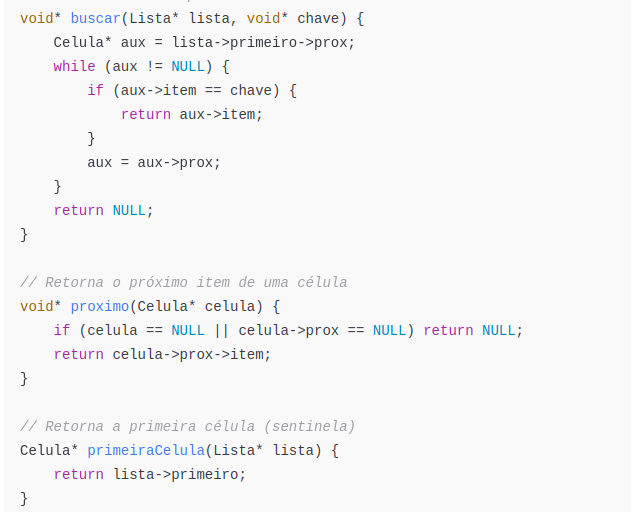 void* buscar(Lista* lista, void* chave) {
    Celula* aux = lista->primeiro->prox;
    while (aux != NULL) {
        if (aux->item == chave) {
            return aux->item;
        }
        aux = aux->prox;
    }
    return NULL;
}

// Retorna o próximo item de uma célula
void* proximo(Celula* celula) {
    if (celula == NULL || celula->prox == NULL) return NULL;
    return celula->prox->item;
}

// Retorna a primeira célula (sentinela)
Celula* primeiraCelula(Lista* lista) {
    return lista->primeiro;
}